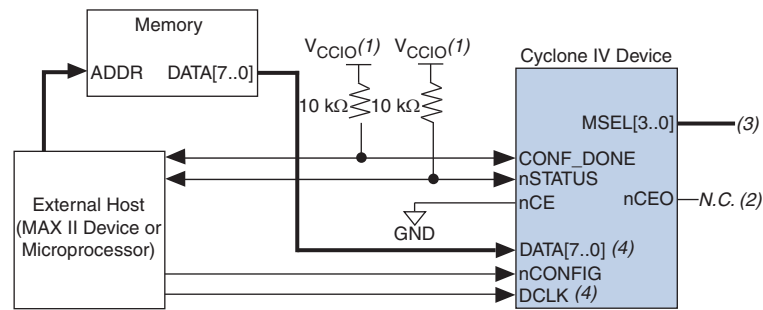 Memory
ADDR DATA[7..0]
VCCIO(1) VCCIO(1)
10 kΩ 10 kΩ
Cyclone IV Device
MSEL[3..0] (3)
CONF_DONE
nSTATUS
nCE nCEO N.C. (2)
GND
External Host
(MAX II Device or
Microprocessor)
DATA[7..0] (4)
nCONFIG
DCLK (4)